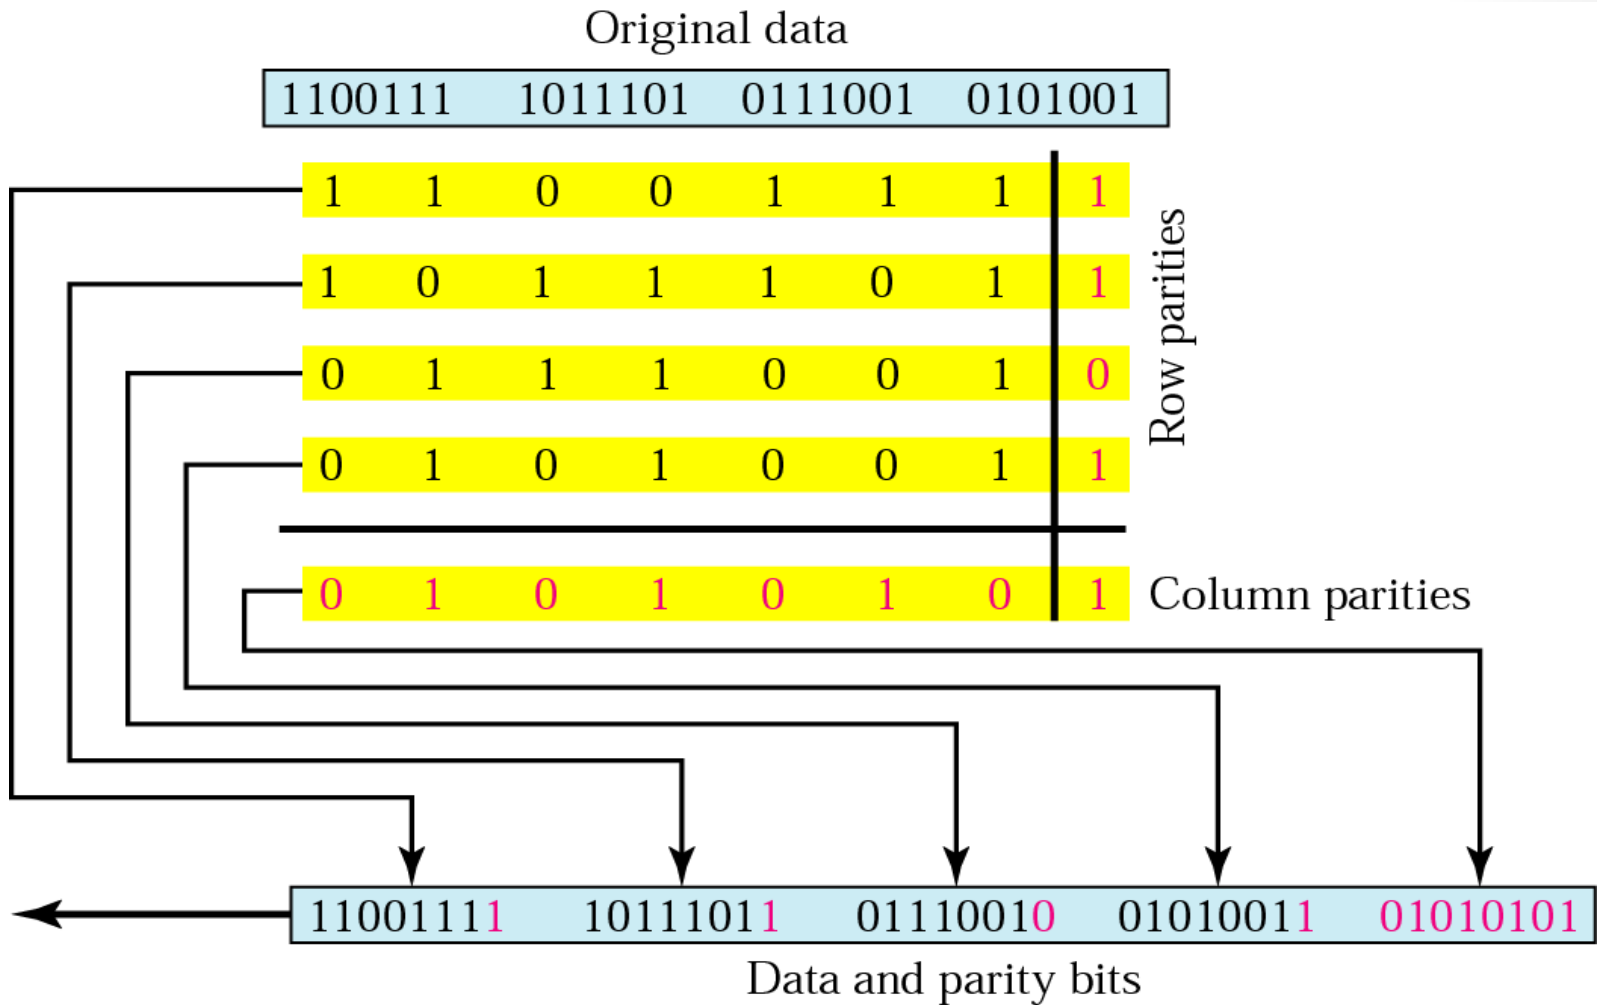 Original data
1100111 1011101 0111001 0101001
1 1 0 0 1 1 1 1
1 0 1 1 1 0 1 1
0 1 1 1 0 0 1 0
0 1 0 1 0 0 1 1
Row parities
0 1 0 1 0 1 0 1 Column parities
11001111 10111011 01110010 01010011 01010101
Data and parity bits